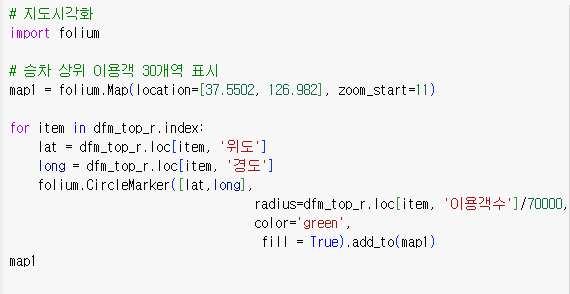 # 지도시각화
import folium
# 승차 상위 이용객 30개역 표시
map1 = folium.Map(location=[37.5502, 126.982], zoom_start=11)
for item in dfm_top_r.index:
lat = dfm_top_r.loc[item, '위도']
long = dfm_top_r.loc[item, '경도']
folium.CircleMarker([lat,long],
radius=dfm_top_r.loc[item, '이용객수']/70000,
color='green',
fill = True).add_to(map1)
map1